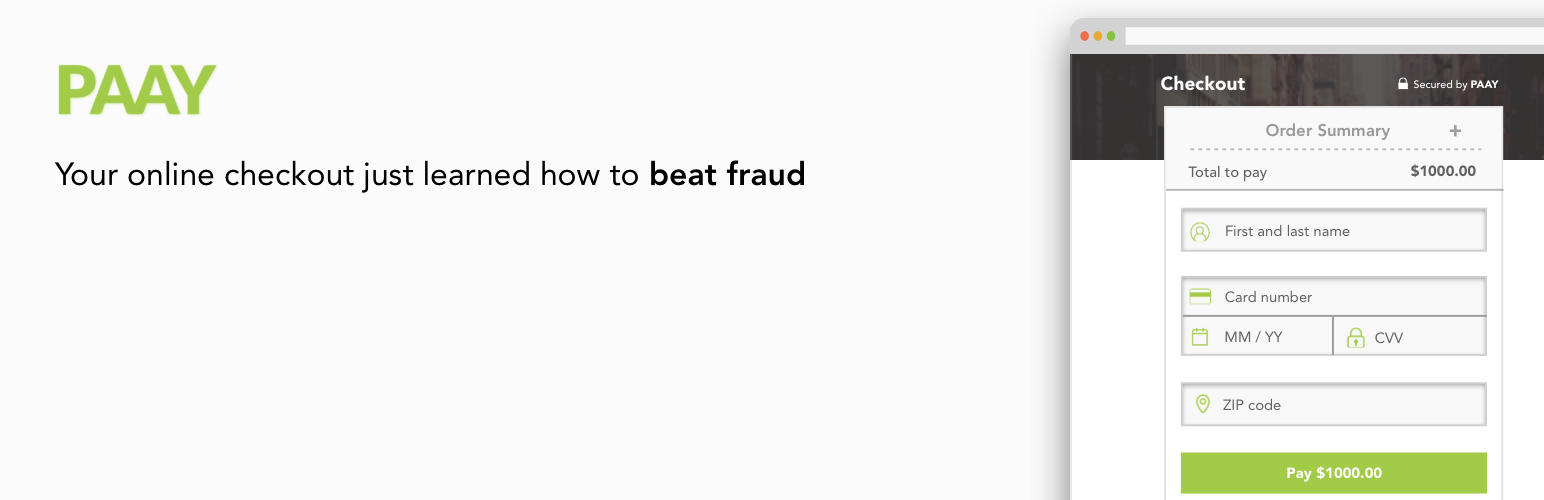 PAAY
Your online checkout just learned how to beat fraud
Checkout
Secured by PAAY
Order Summary +
Total to pay $1000.00
First and last name
Card number
MM / YY
CVV
ZIP code
Pay $1000.00